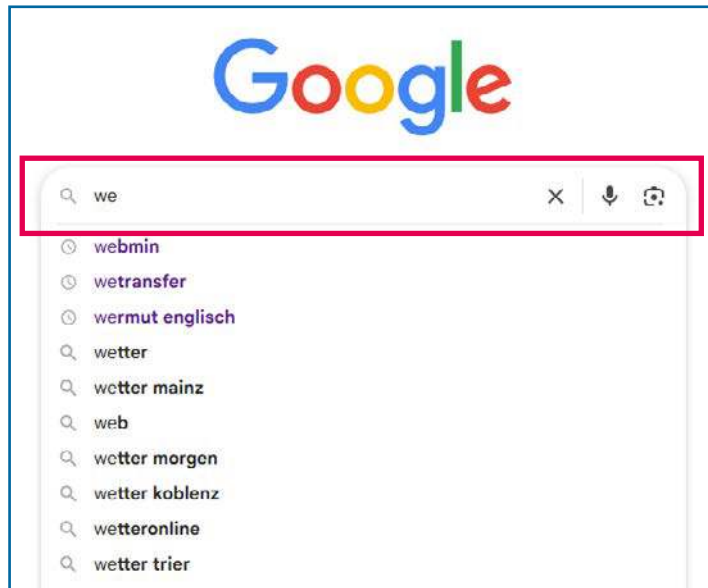 Google
we
webmin
wetransfer
wermut englisch
wetter
wetter mainz
web
wetter morgen
wetter koblenz
wetteronline
wetter trier